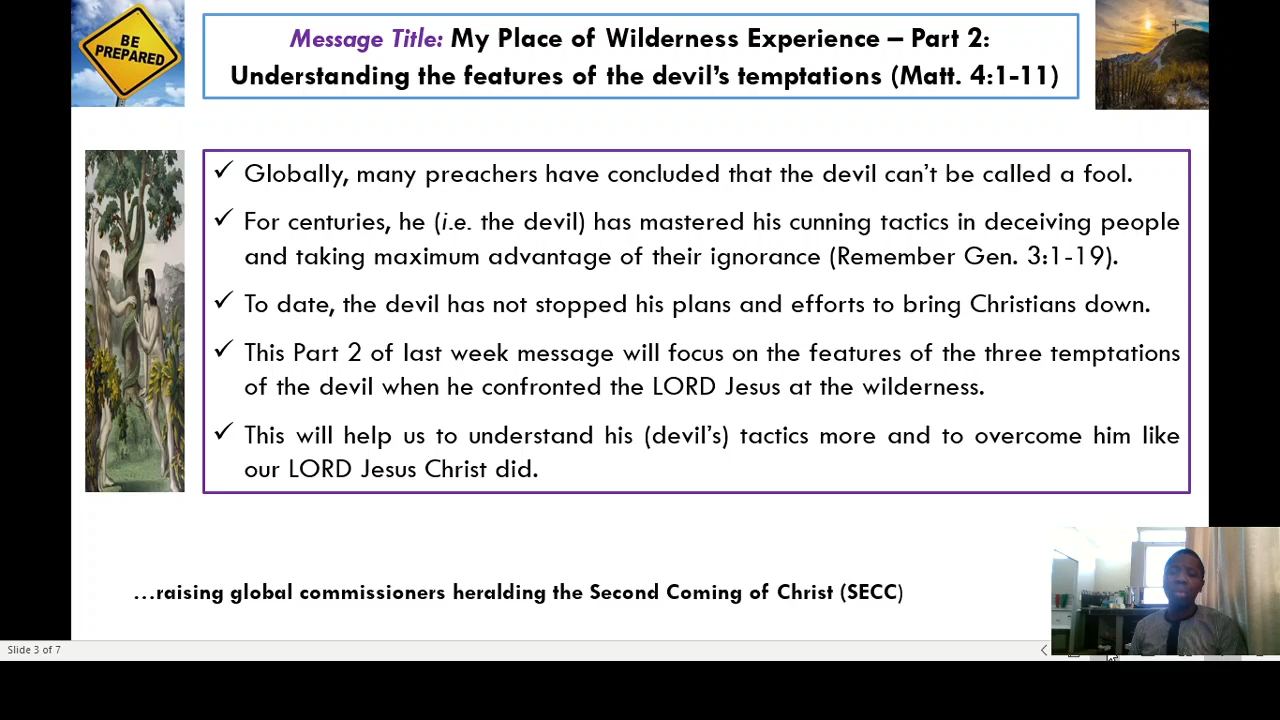 BE
PREPARED
Message Title: My Place of Wilderness Experience – Part 2:
Understanding the features of the devil's temptations (Matt. 4:1-11)
✓ Globally, many preachers have concluded that the devil can't be called a fool.
✓ For centuries, he (i.e. the devil) has mastered his cunning tactics in deceiving people
and taking maximum advantage of their ignorance (Remember Gen. 3:1-19).
✓ To date, the devil has not stopped his plans and efforts to bring Christians down.
✓ This Part 2 of last week message will focus on the features of the three temptations
of the devil when he confronted the LORD Jesus at the wilderness.
✓ This will help us to understand his (devil's) tactics more and to overcome him like
our LORD Jesus Christ did.
…raising global commissioners heralding the Second Coming of Christ (SECC)
Slide 3 of 7